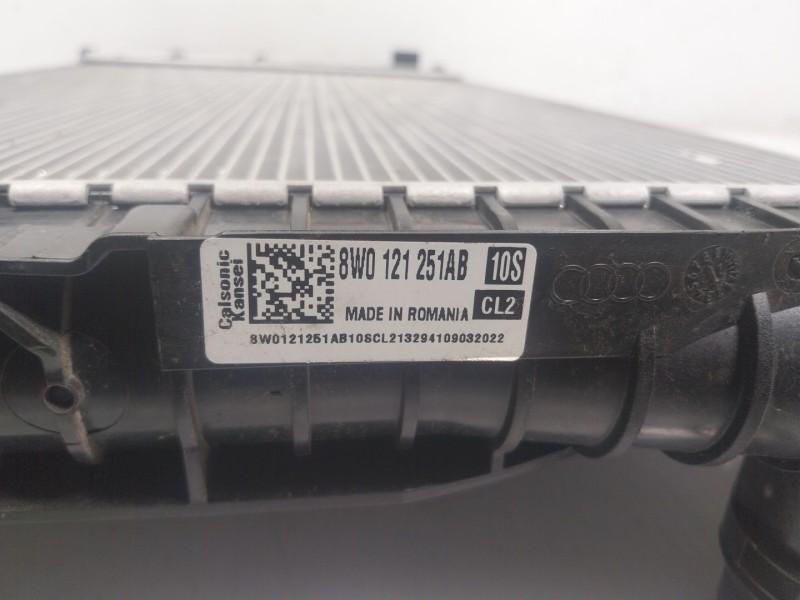 Calsonic
Kansei
8W0 121 251AB
10S
MADE IN ROMANIA
CL2
8W0121251AB10SCL213294109032022